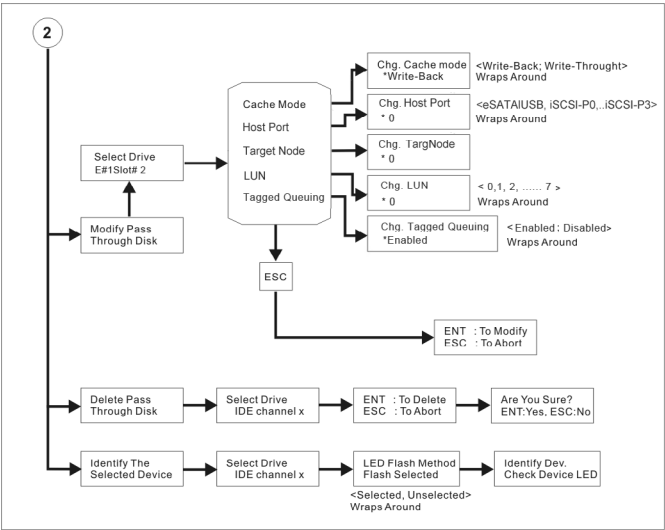 2
Chg. Cache mode
*Write-Back
<Write-Back; Write-Throught>
Wraps Around
Cache Mode
Host Port
Target Node
LUN
Tagged Queuing
Chg. Host Port
* 0
<eSATAIUSB, iSCSI-P0,..iSCSI-P3>
Wraps Around
Select Drive
E#1Slot# 2
Chg. TargNode
* 0
Chg. LUN
* 0
< 0,1, 2, ...... 7 >
Wraps Around
Modify Pass
Through Disk
Chg. Tagged Queuing
*Enabled
<Enabled; Disabled>
Wraps Around
ESC
ENT : To Modify
ESC : To Abort
Delete Pass
Through Disk
Select Drive
IDE channel x
ENT : To Delete
ESC : To Abort
Are You Sure?
ENT:Yes, ESC:No
Identify The
Selected Device
Select Drive
IDE channel x
LED Flash Method
Flash Selected
Identify Dev.
Check Device LED
<Selected, Unselected>
Wraps Around